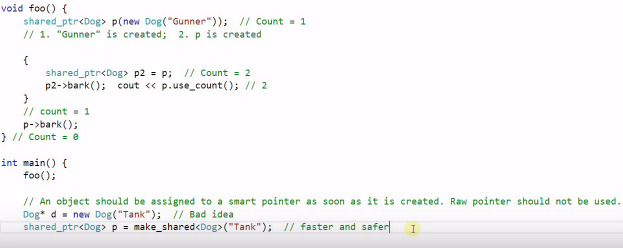 void foo() {
    shared_ptr<Dog> p(new Dog("Gunner"));  // Count = 1
    // 1. "Gunner" is created;  2. p is created
    {
        shared_ptr<Dog> p2 = p;  // Count = 2
        p2->bark();  cout << p.use_count(); // 2
    }
    // count = 1
    p->bark();
} // Count = 0
int main() {
    foo();
    // An object should be assigned to a smart pointer as soon as it is created. Raw pointer should not be used.
    Dog* d = new Dog("Tank");  // Bad idea
    shared_ptr<Dog> p = make_shared<Dog>("Tank");  // faster and safer